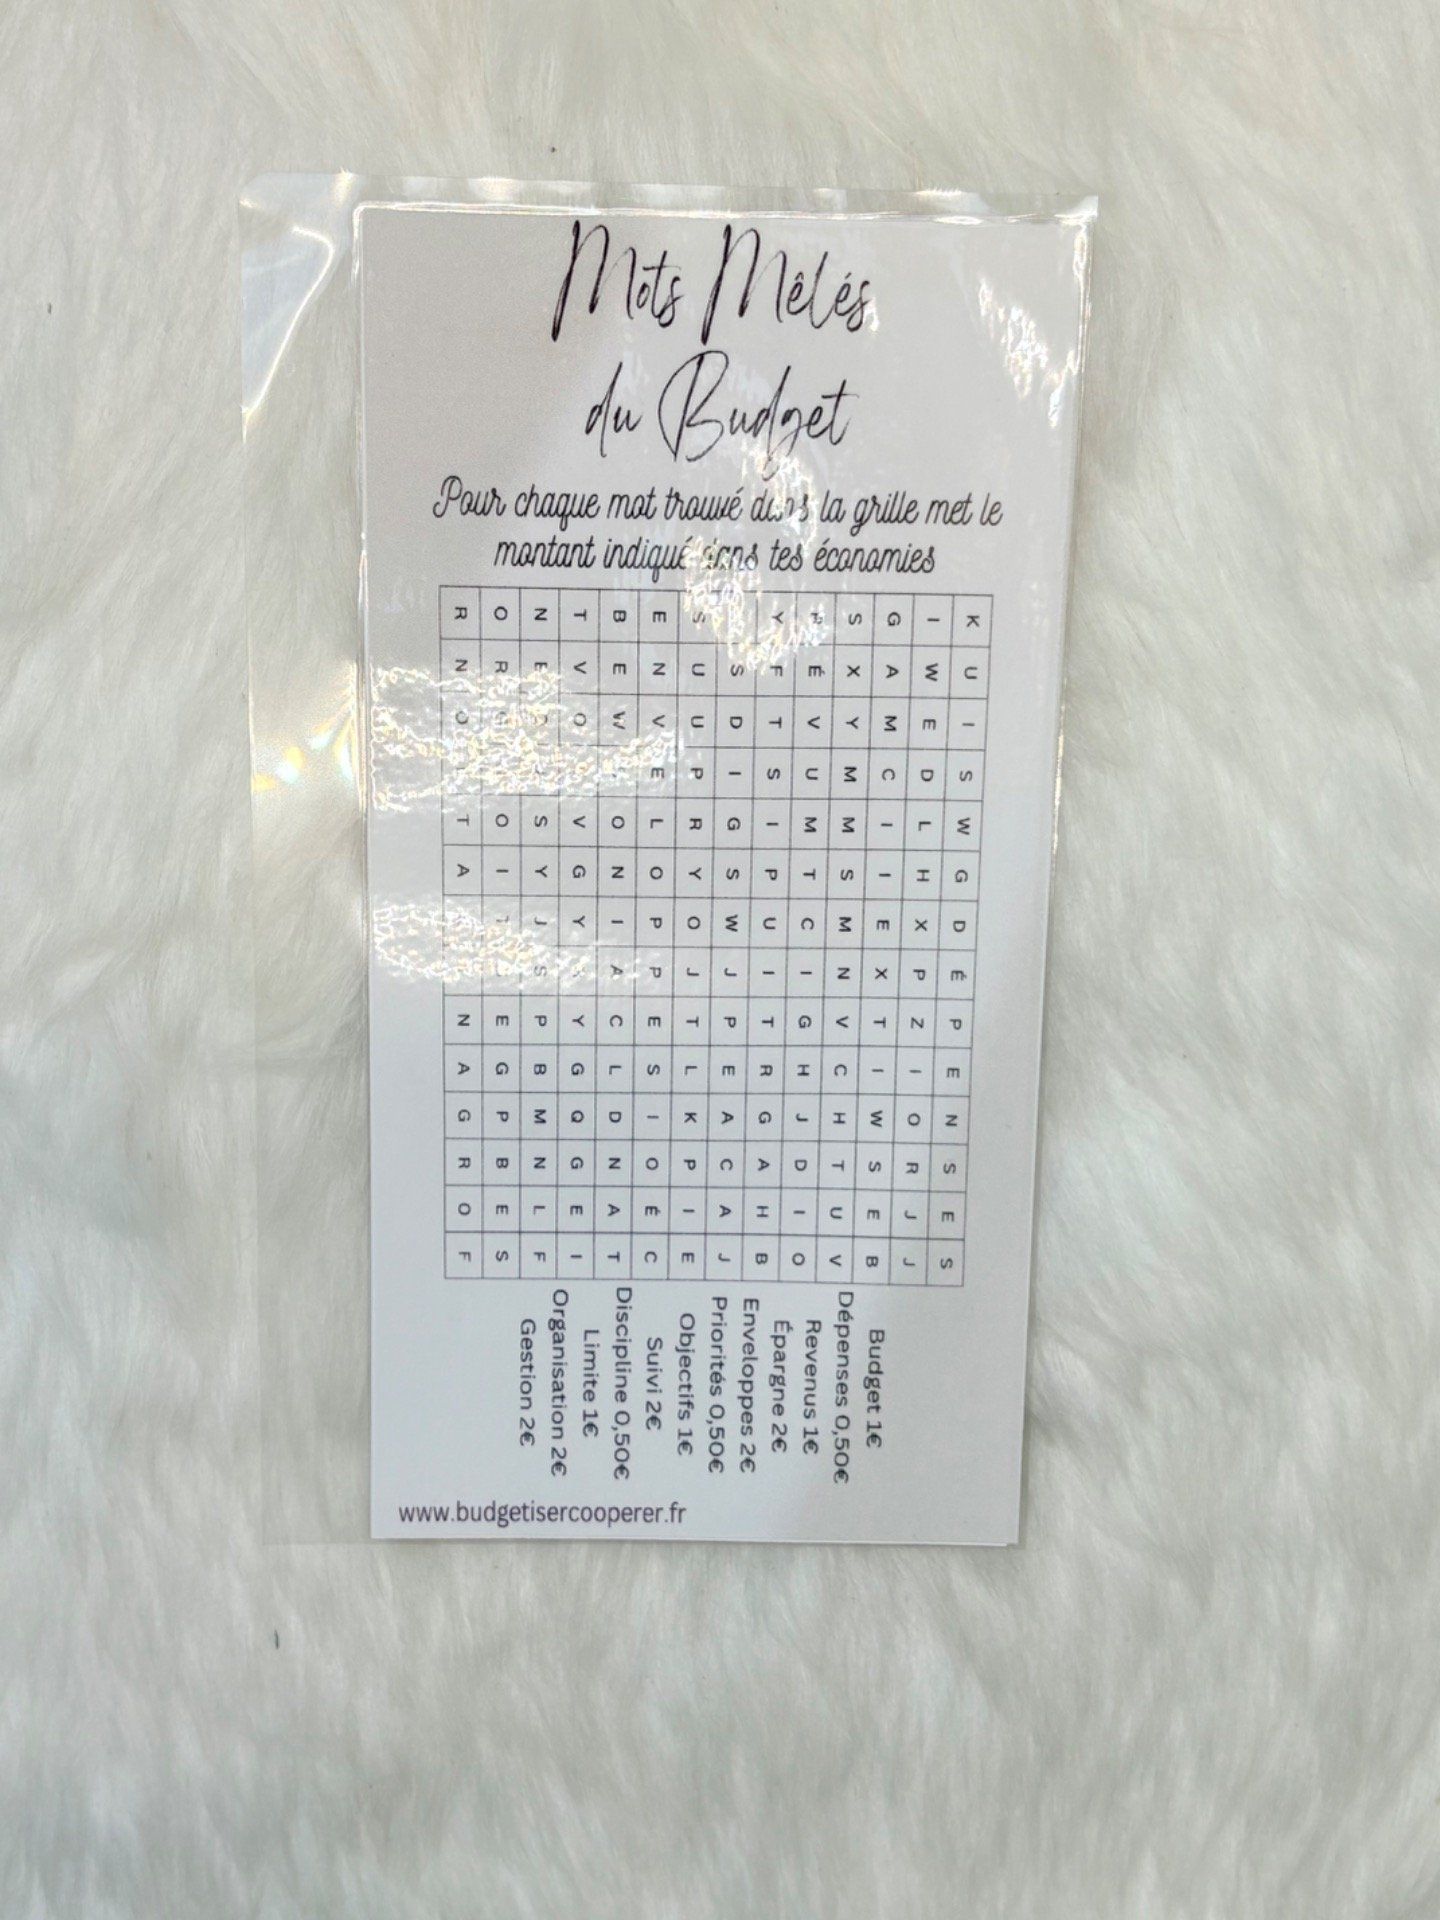 Mots Mêlés
du Budget
Pour chaque mot trouvé dans la grille met le
montant indiqué dans tes économies
K U I S W G D É P E N S E S
I W E D L H X P Z I O R J J
G A M C I I E X T I W S E B
S X Y M M S M N V C H T U V
P É V U M T C I G H J D I O
Y F T S I P U I T R G A H B
S D I G S W J P E A C A J
S U U P R Y O J T L K P I E
E N V E L O P P E S I O É C
B E W O N I A C L D N A T
T V O V G Y Y G Q G E I
N E S Y J S P B M N L F
O R G O I T E G P B E S
R N O I T A S I N A G R O F
Budget 1€
Dépenses 0,50€
Revenus 1€
Épargne 2€
Enveloppes 2€
Priorités 0,50€
Objectifs 1€
Suivi 2€
Discipline 0,50€
Limite 1€
Organisation 2€
Gestion 2€
www.budgetisercooperer.fr